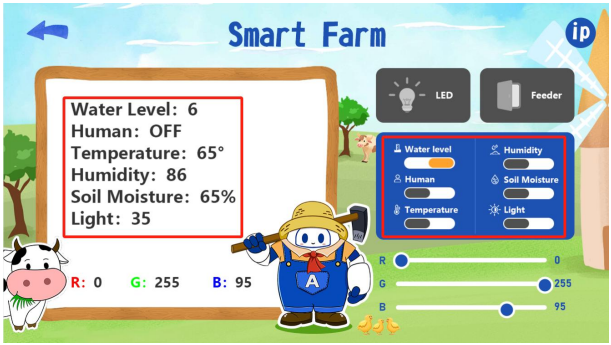 Smart Farm
ip
Water Level: 6
Human: OFF
Temperature: 65°
Humidity: 86
Soil Moisture: 65%
Light: 35
R: 0 G: 255 B: 95
A
LED
Feeder
Water level
Humidity
Human
Soil Moisture
Temperature
Light
R 0
G 255
B 95